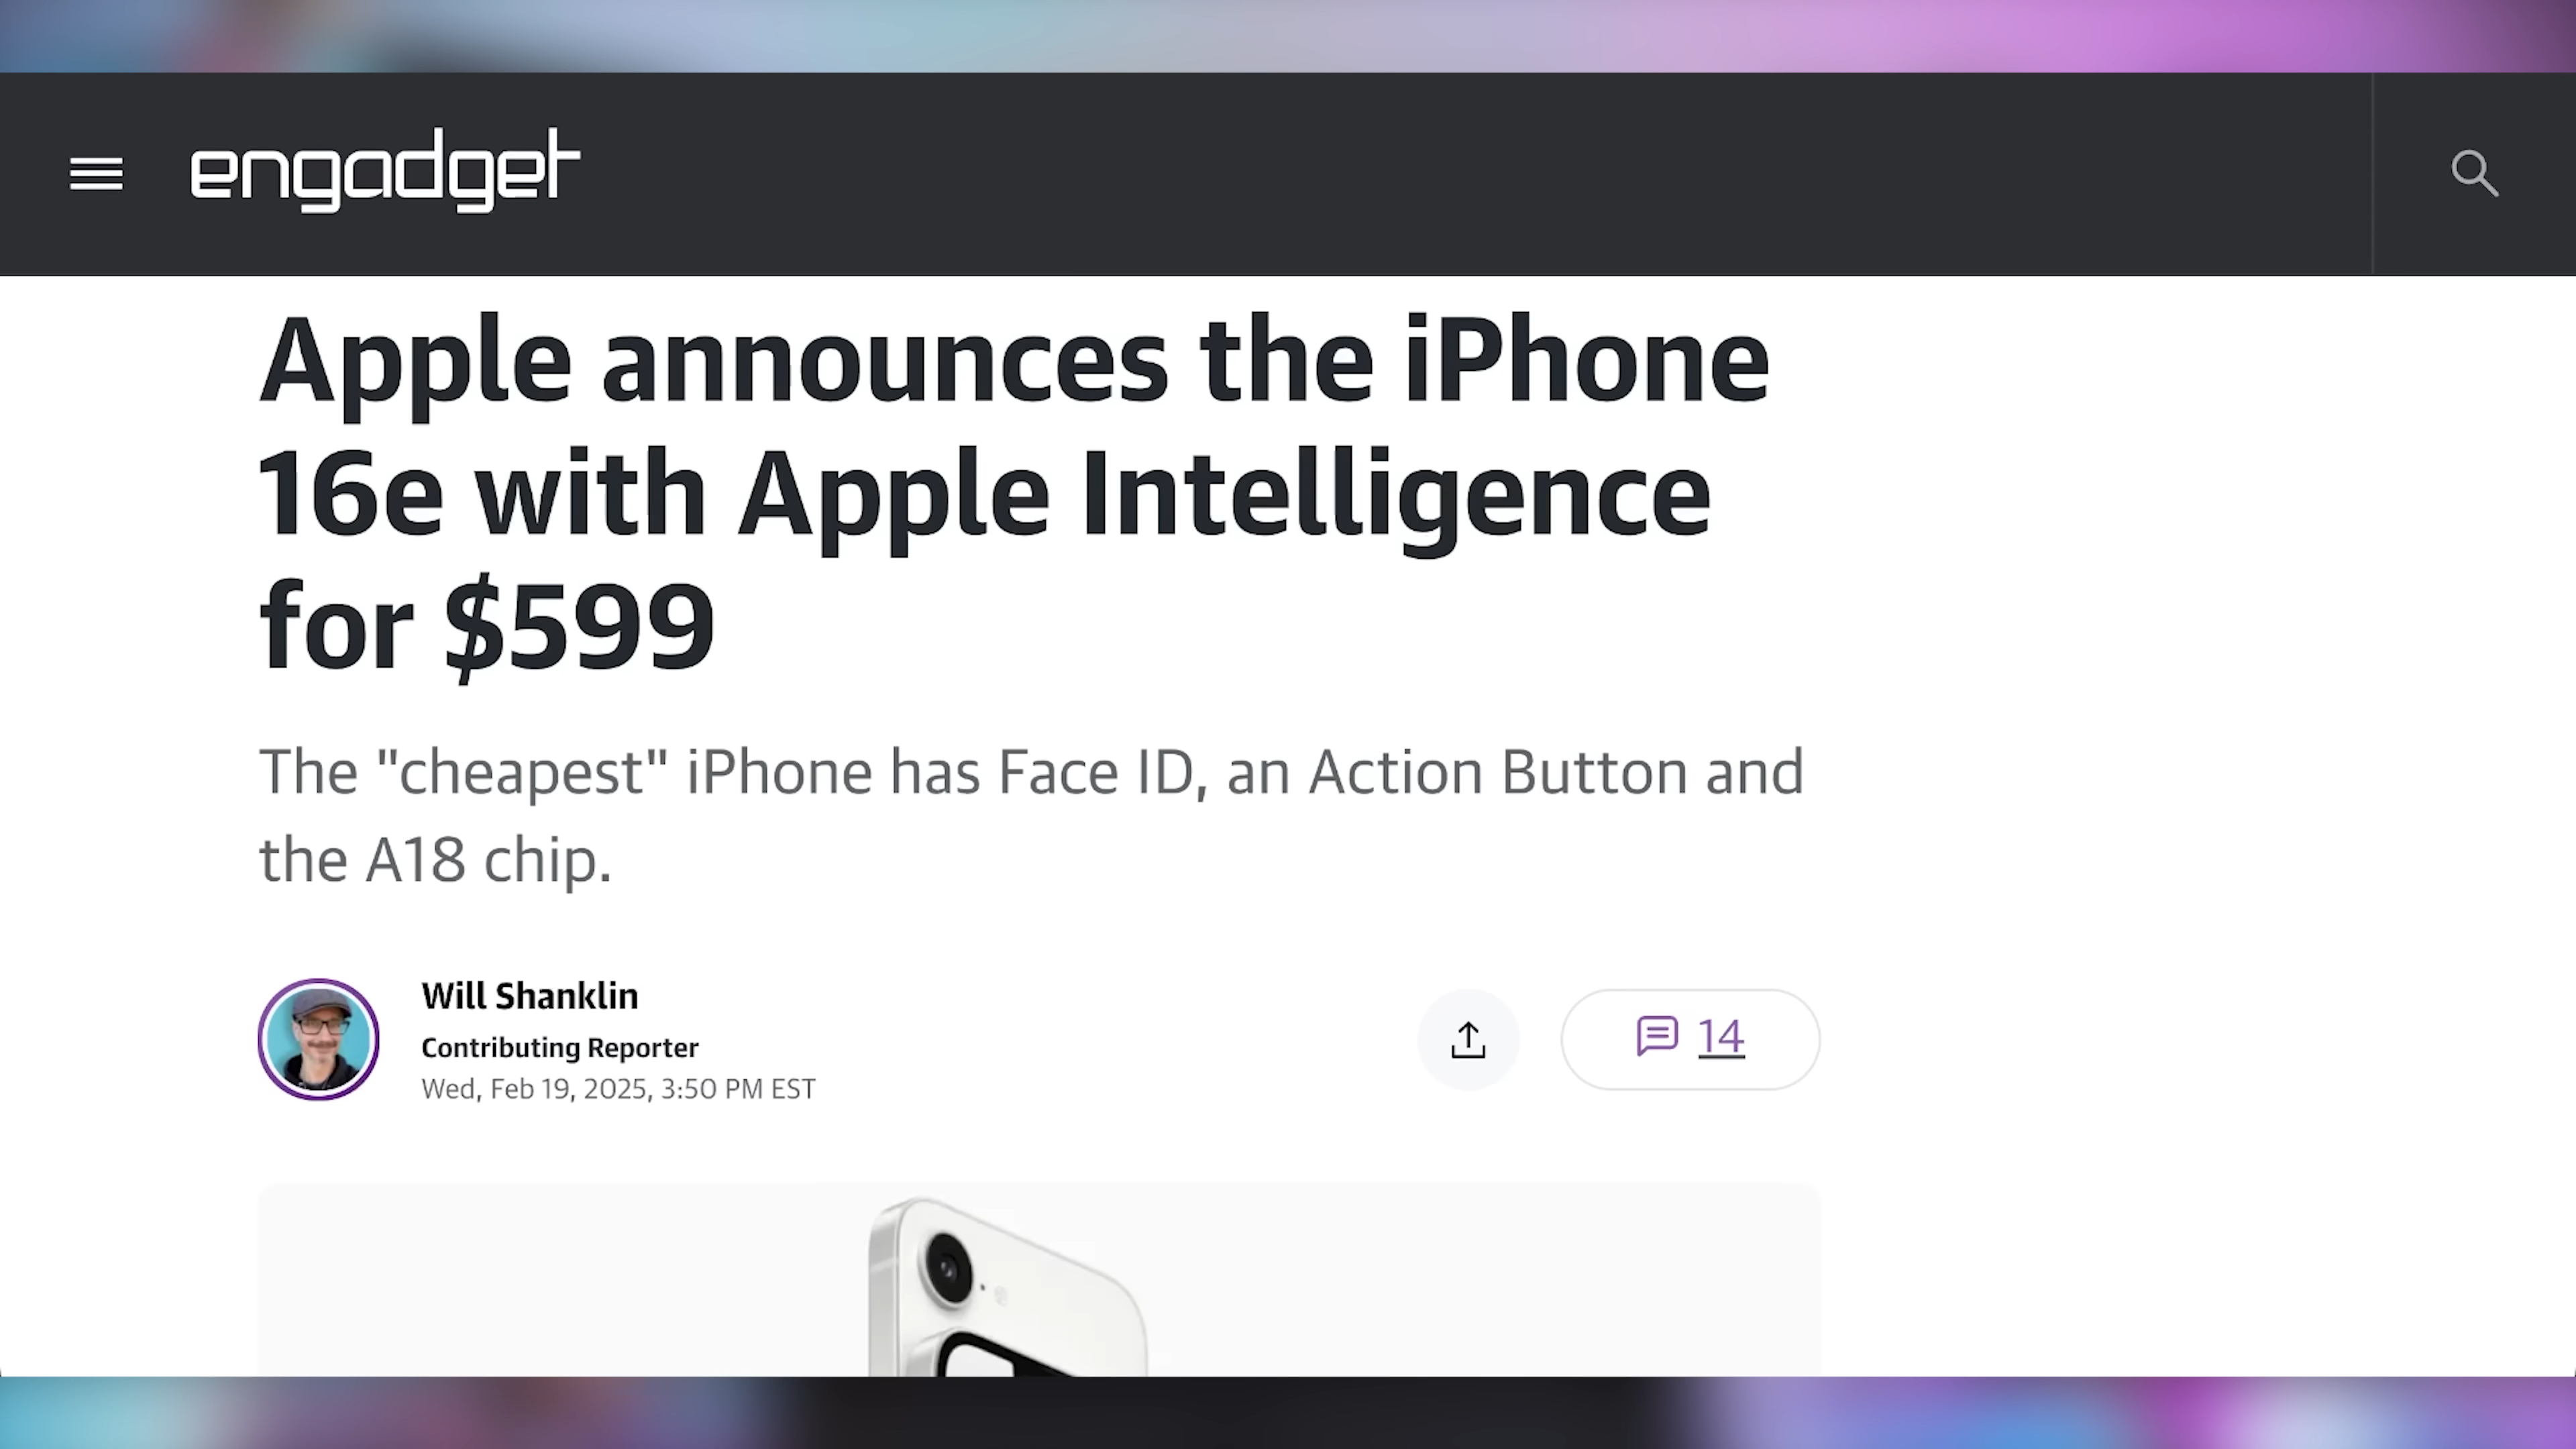 engadget
Apple announces the iPhone
16e with Apple Intelligence
for $599
The "cheapest" iPhone has Face ID, an Action Button and
the A18 chip.
Will Shanklin
Contributing Reporter
Wed, Feb 19, 2025, 3:50 PM EST
14